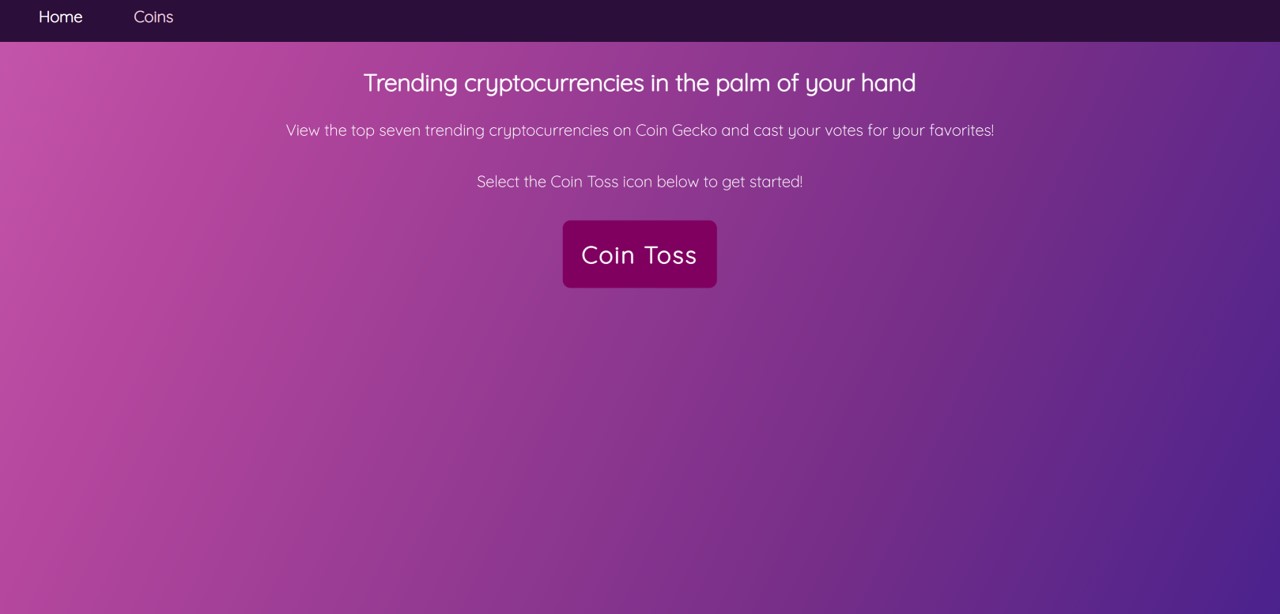 Home Coins
Trending cryptocurrencies in the palm of your hand
View the top seven trending cryptocurrencies on Coin Gecko and cast your votes for your favorites!
Select the Coin Toss icon below to get started!
Coin Toss